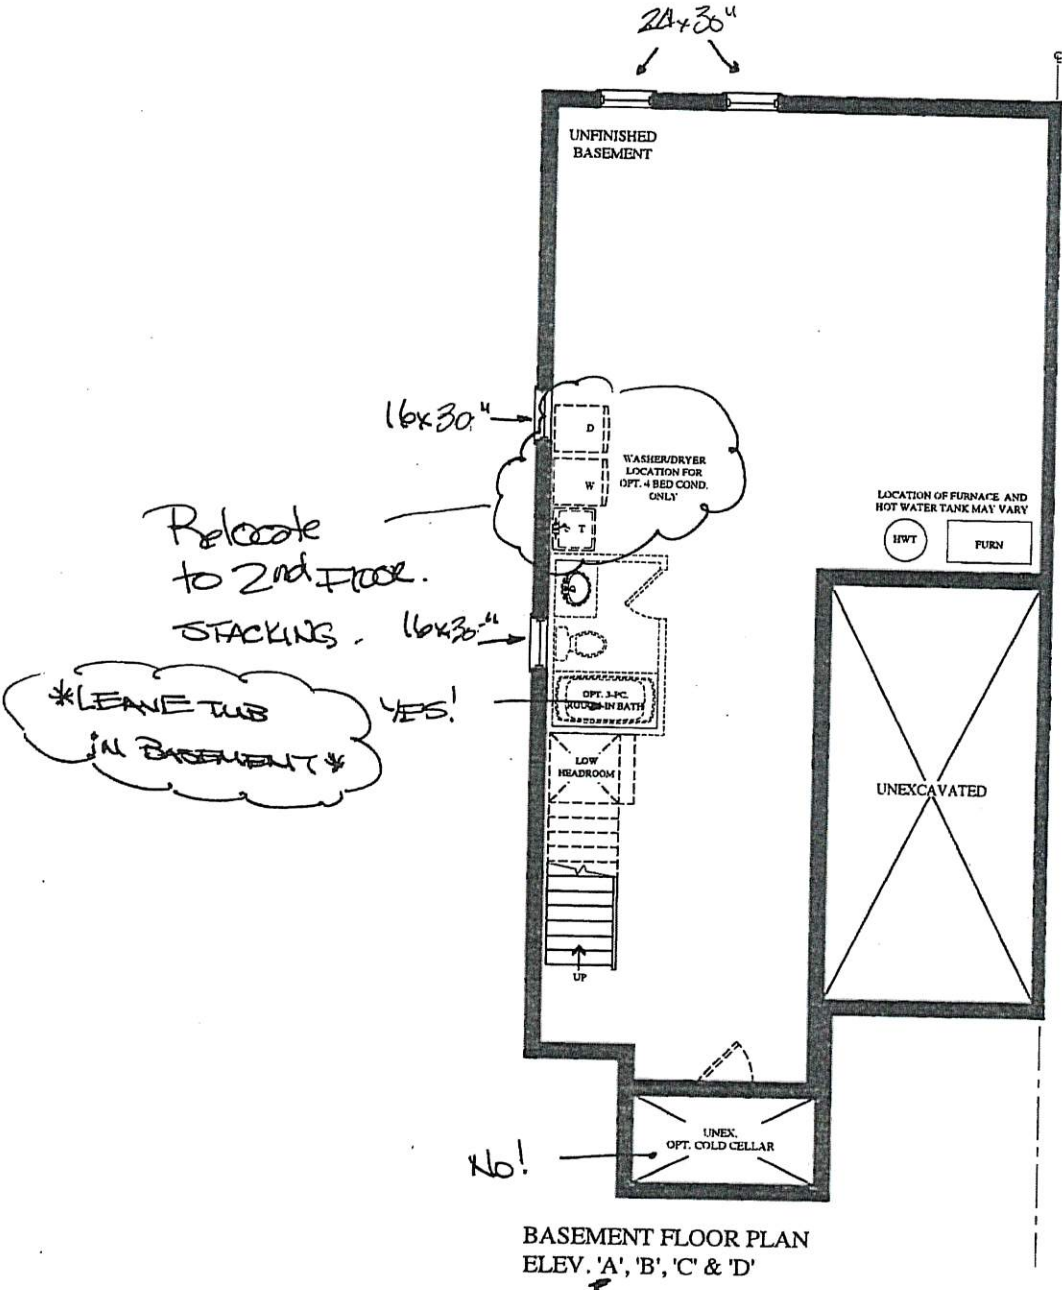 24x30"
UNFINISHED
BASEMENT
16x30"
D
WASHER/DRYER
LOCATION FOR
OPT. 4 BED COND.
ONLY
W
T
LOCATION OF FURNACE AND
HOT WATER TANK MAY VARY
HWT
FURN
Relocate
to 2nd Floor.
STACKING.
16x30"
*LEAVE TUB
IN BASEMENT*
YES!
OPT. 3-PC.
ROUGH-IN BATH
LOW
HEADROOM
UNEXCAVATED
UP
UNEX.
OPT. COLD CELLAR
No!
BASEMENT FLOOR PLAN
ELEV. 'A', 'B', 'C' & 'D'